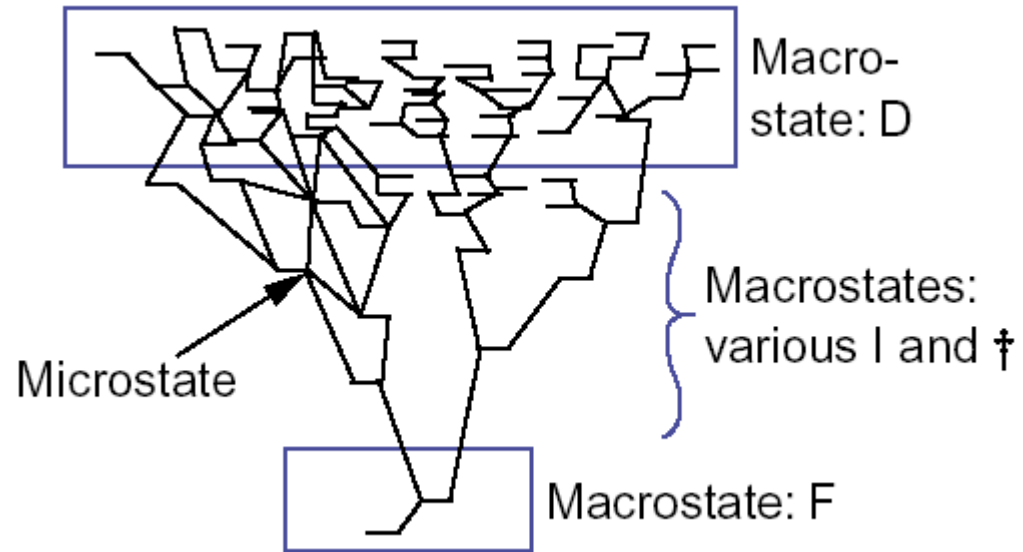 Macro-
state: D
Macrostates:
various I and ‡
Microstate
Macrostate: F